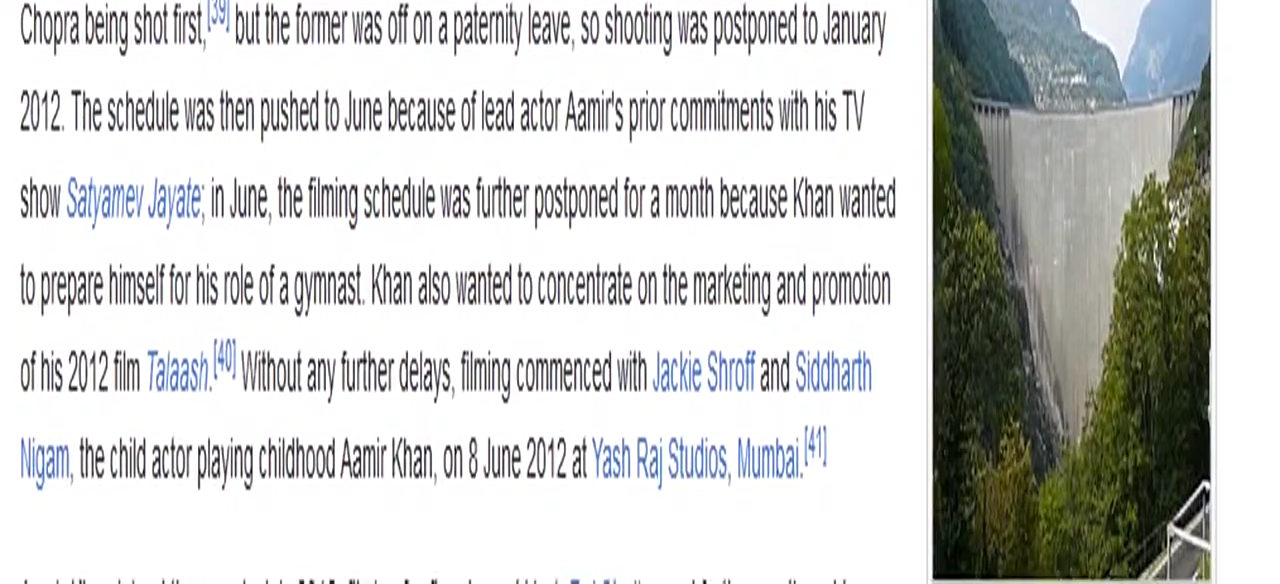 Chopra being shot first,[39] but the former was off on a paternity leave, so shooting was postponed to January
2012. The schedule was then pushed to June because of lead actor Aamir's prior commitments with his TV
show Satyamev Jayate; in June, the filming schedule was further postponed for a month because Khan wanted
to prepare himself for his role of a gymnast. Khan also wanted to concentrate on the marketing and promotion
of his 2012 film Talaash.[40] Without any further delays, filming commenced with Jackie Shroff and Siddharth
Nigam, the child actor playing childhood Aamir Khan, on 8 June 2012 at Yash Raj Studios, Mumbai.[41]